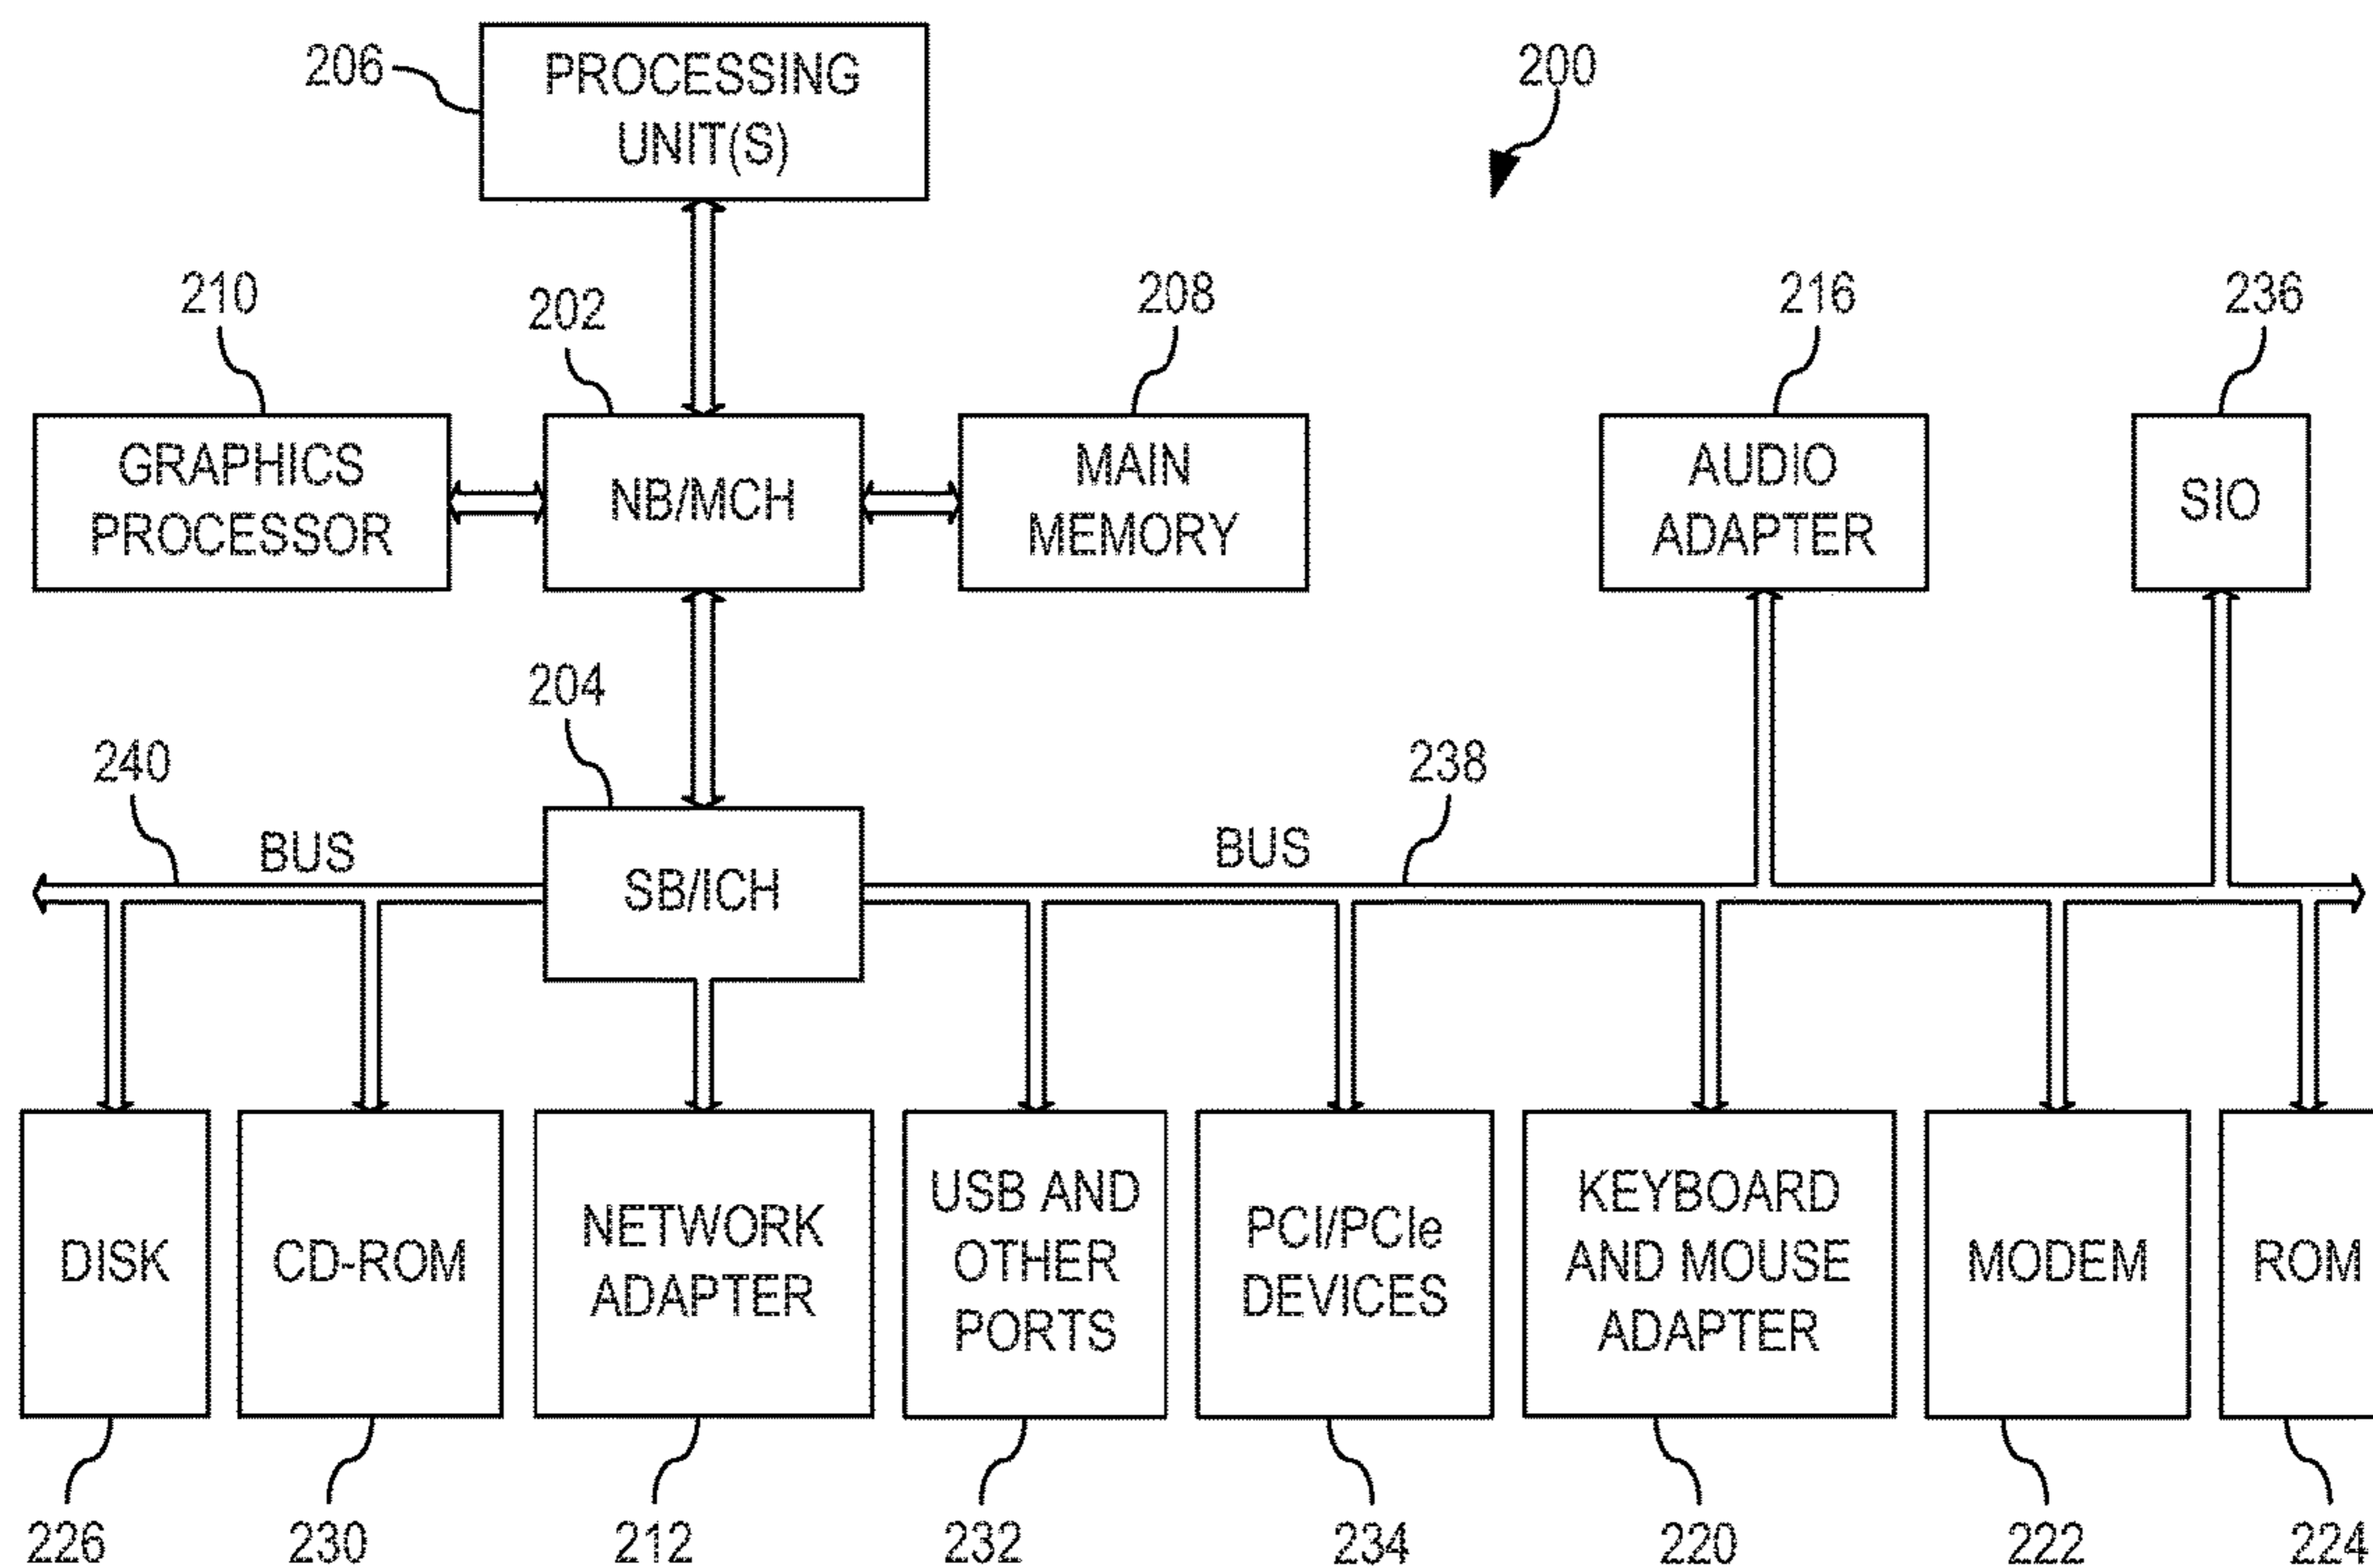 206
PROCESSING
UNIT(S)
200
210
202
208
216
236
GRAPHICS
PROCESSOR
NB/MCH
MAIN
MEMORY
AUDIO
ADAPTER
SIO
204
240
238
BUS
BUS
SB/ICH
DISK
CD-ROM
NETWORK
ADAPTER
USB AND
OTHER
PORTS
PCI/PCIe
DEVICES
KEYBOARD
AND MOUSE
ADAPTER
MODEM
ROM
226
230
212
232
234
220
222
224